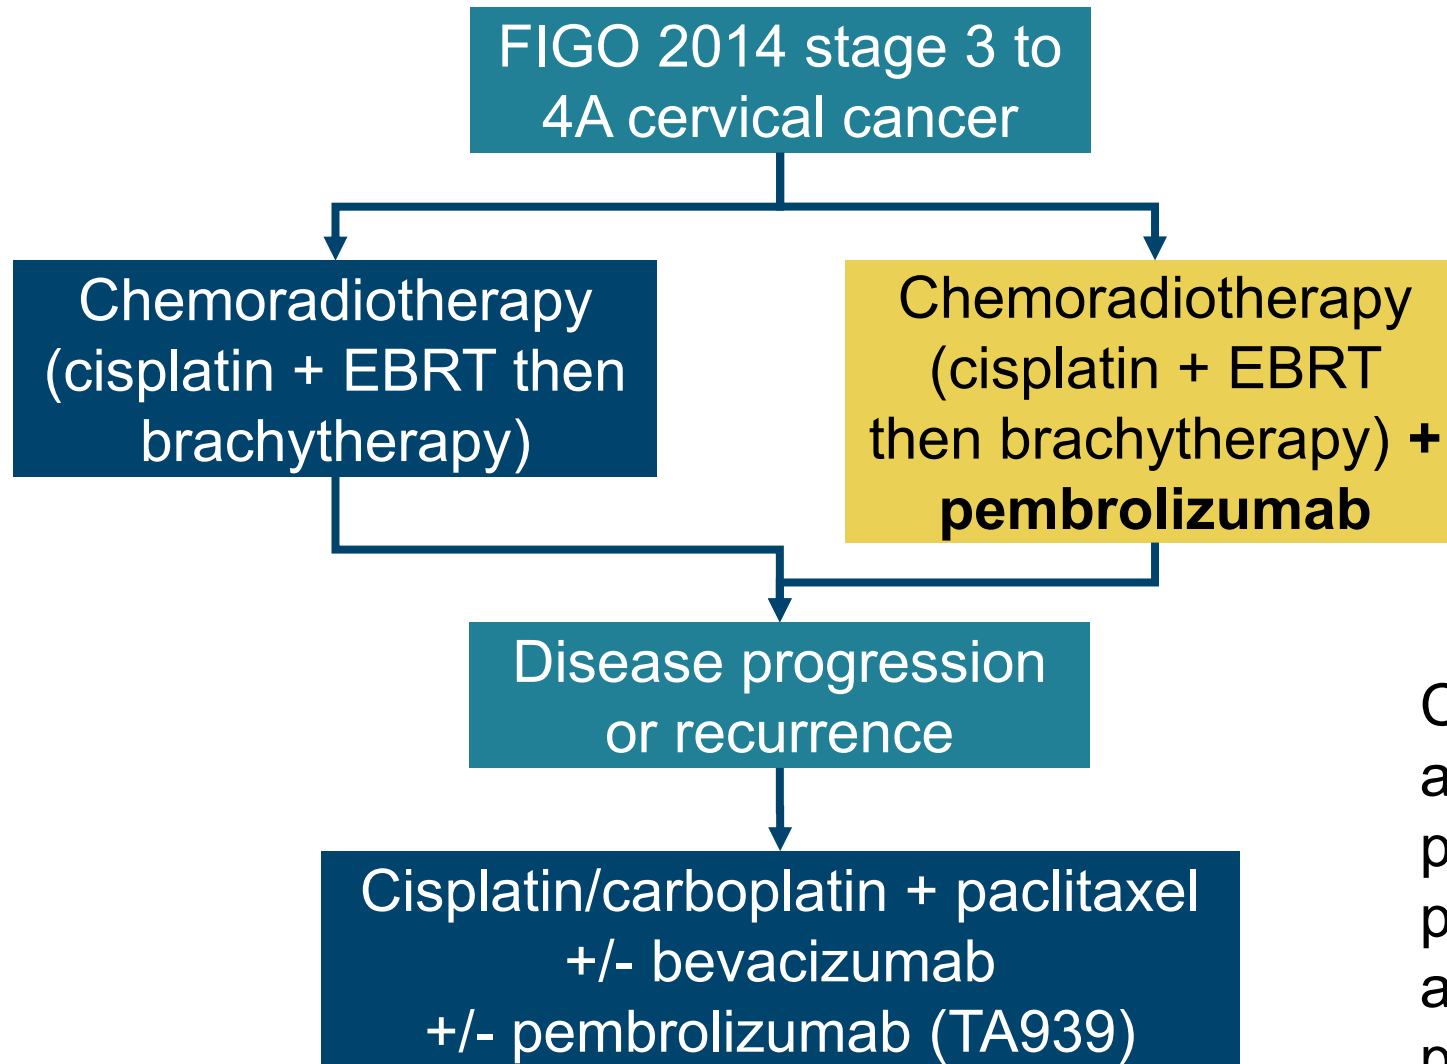 FIGO 2014 stage 3 to
4A cervical cancer
Chemoradiotherapy
(cisplatin + EBRT then
brachytherapy)
Chemoradiotherapy
(cisplatin + EBRT
then brachytherapy) +
pembrolizumab
Disease progression
or recurrence
Cisplatin/carboplatin + paclitaxel
+/- bevacizumab
+/- pembrolizumab (TA939)